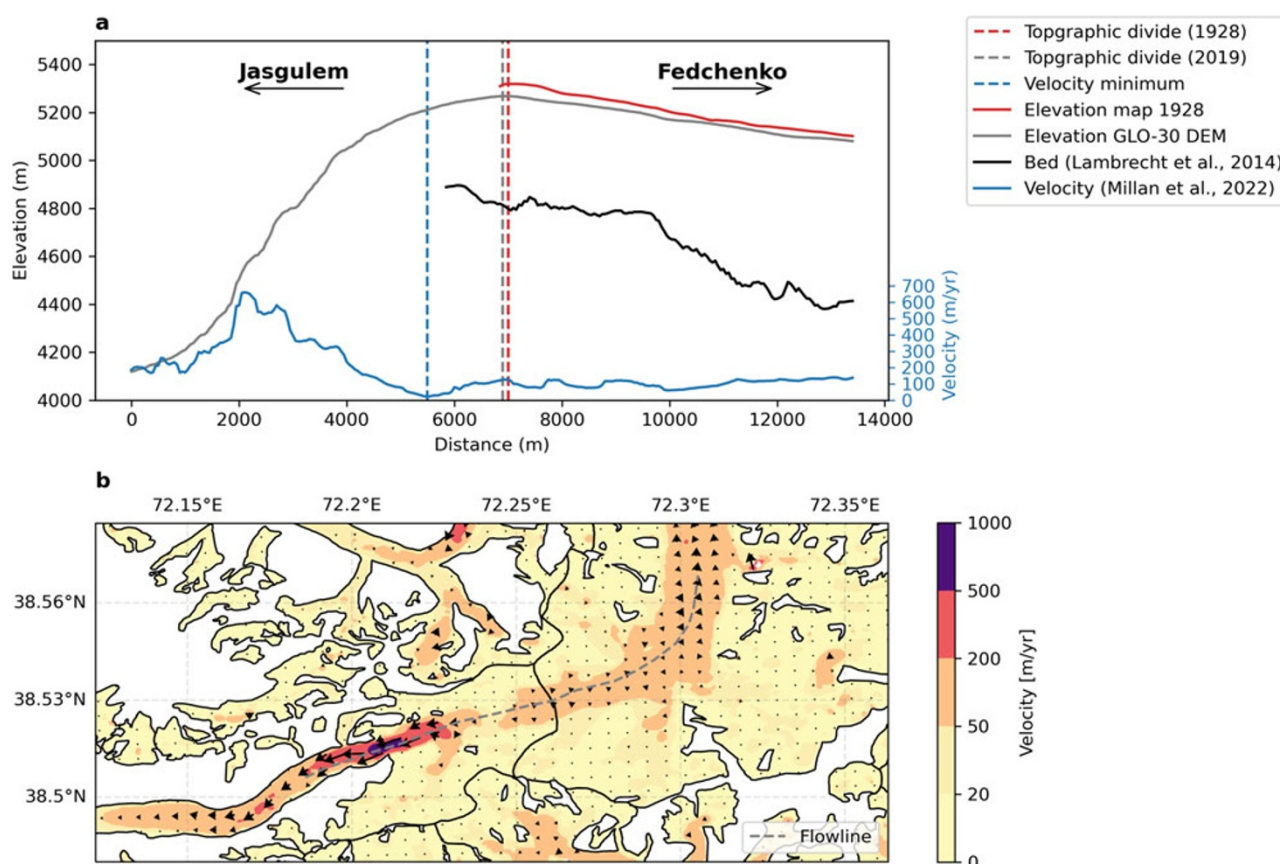 a
Jasgulem
Fedchenko
5400
5200
5000
4800
4600
4400
4200
4000
Elevation (m)
0
2000
4000
6000
8000
10000
12000
14000
Distance (m)
700
600
500
400
300
200
100
0
Velocity (m/yr)
Topgraphic divide (1928)
Topgraphic divide (2019)
Velocity minimum
Elevation map 1928
Elevation GLO-30 DEM
Bed (Lambrecht et al., 2014)
Velocity (Millan et al., 2022)
b
72.15°E
72.2°E
72.25°E
72.3°E
72.35°E
38.56°N
38.53°N
38.5°N
Flowline
1000
500
200
50
20
0
Velocity [m/yr]